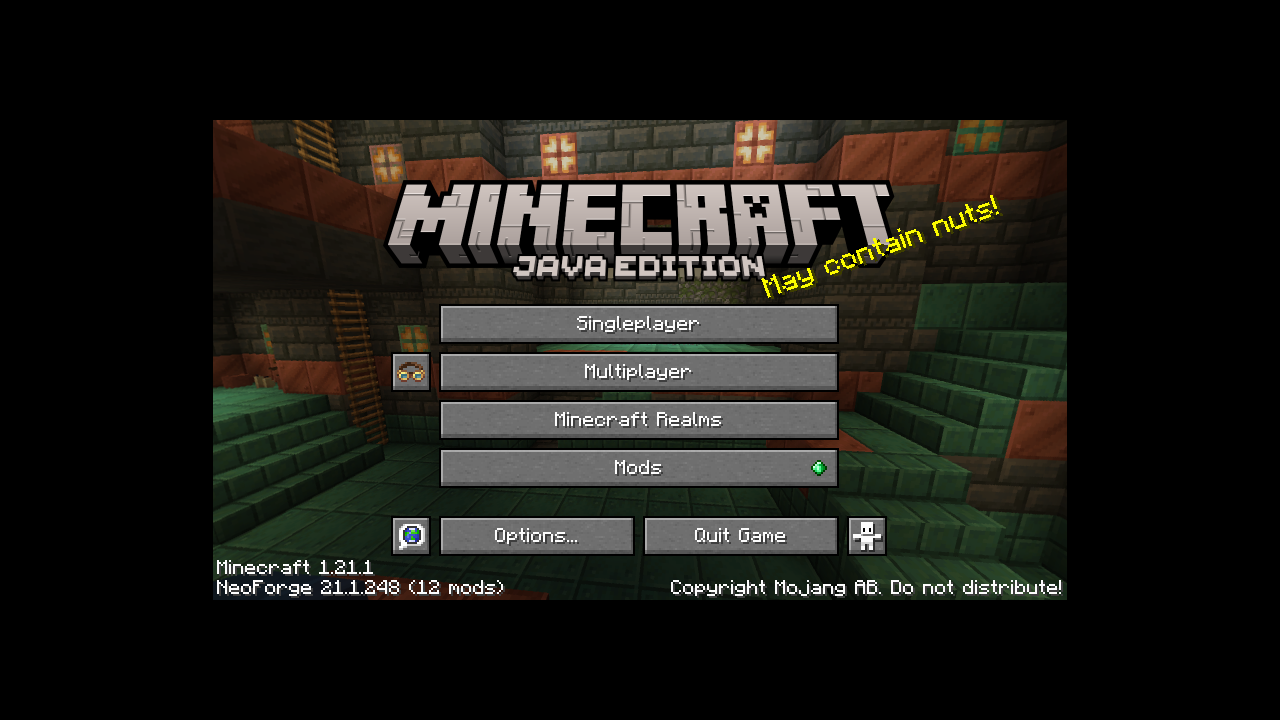 MINECRAFT
JAVA EDITION
May contain nuts!
Singleplayer
Multiplayer
Minecraft Realms
Mods
Options...
Quit Game
Minecraft 1.21.1
NeoForge 21.1.248 (12 mods)
Copyright Mojang AB. Do not distribute!